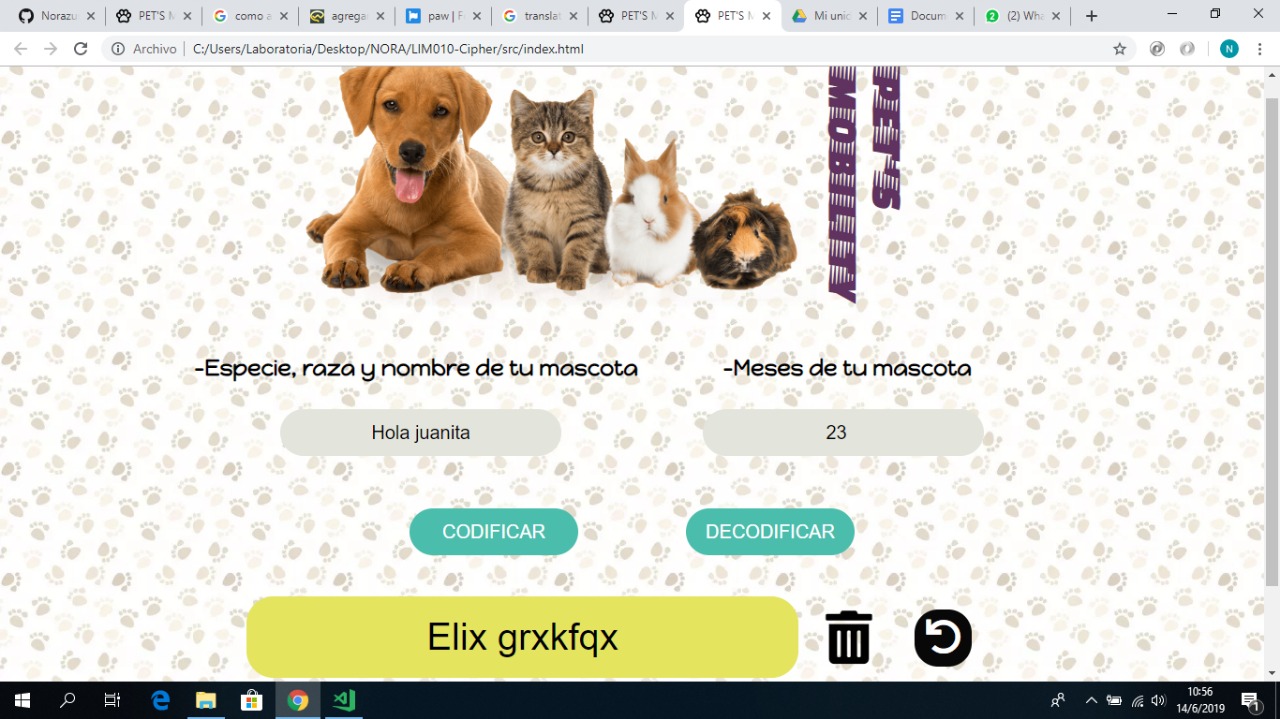 Norazu
PET'S M
como a
agregar
paw | F
translat
PET'S M
PET'S M
Mi unic
Docum
(2) Wha
Archivo | C:/Users/Laboratoria/Desktop/NORA/LIM010-Cipher/src/index.html
N
PET'S
MOBILITY
-Especie, raza y nombre de tu mascota
-Meses de tu mascota
Hola juanita
23
CODIFICAR
DECODIFICAR
Elix grxkfqx
10:56
14/6/2019
1